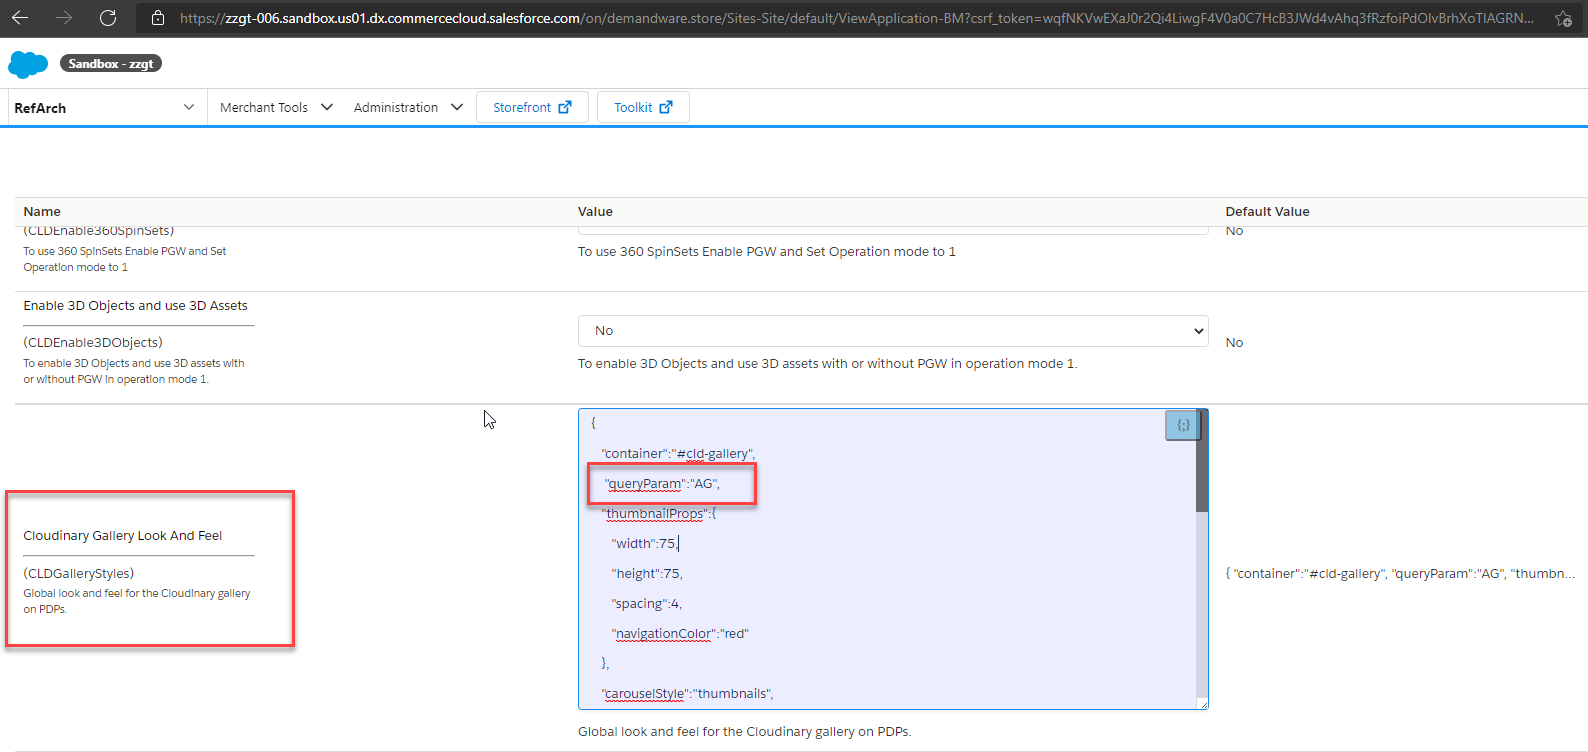 https://zzgt-006.sandbox.us01.dx.commercecloud.salesforce.com/on/demandware.store/Sites-Site/default/ViewApplication-BM?csrf_token=wqfNKVwEXaJ0r2Qi4LiwgF4V0a0C7HcB3JWd4vAhq3fRzfoiPdOIvBrhXoTIAGRN...
Sandbox - zzgt
RefArch
Merchant Tools
Administration
Storefront
Toolkit
Name
Value
Default Value
(CLDEnable360SpinSets)
No
To use 360 SpinSets Enable PGW and Set
Operation mode to 1
To use 360 SpinSets Enable PGW and Set Operation mode to 1
Enable 3D Objects and use 3D Assets
No
(CLDEnable3DObjects)
No
To enable 3D Objects and use 3D assets with
or without PGW in operation mode 1.
To enable 3D Objects and use 3D assets with or without PGW in operation mode 1.
{
{;}
"container":"#cld-gallery",
"queryParam":"AG",
"thumbnailProps":{
"width":75,
"height":75,
"spacing":4,
"navigationColor":"red"
},
"carouselStyle":"thumbnails",
Cloudinary Gallery Look And Feel
(CLDGalleryStyles)
Global look and feel for the Cloudinary gallery
on PDPs.
{ "container":"#cld-gallery", "queryParam":"AG", "thumbn...
Global look and feel for the Cloudinary gallery on PDPs.